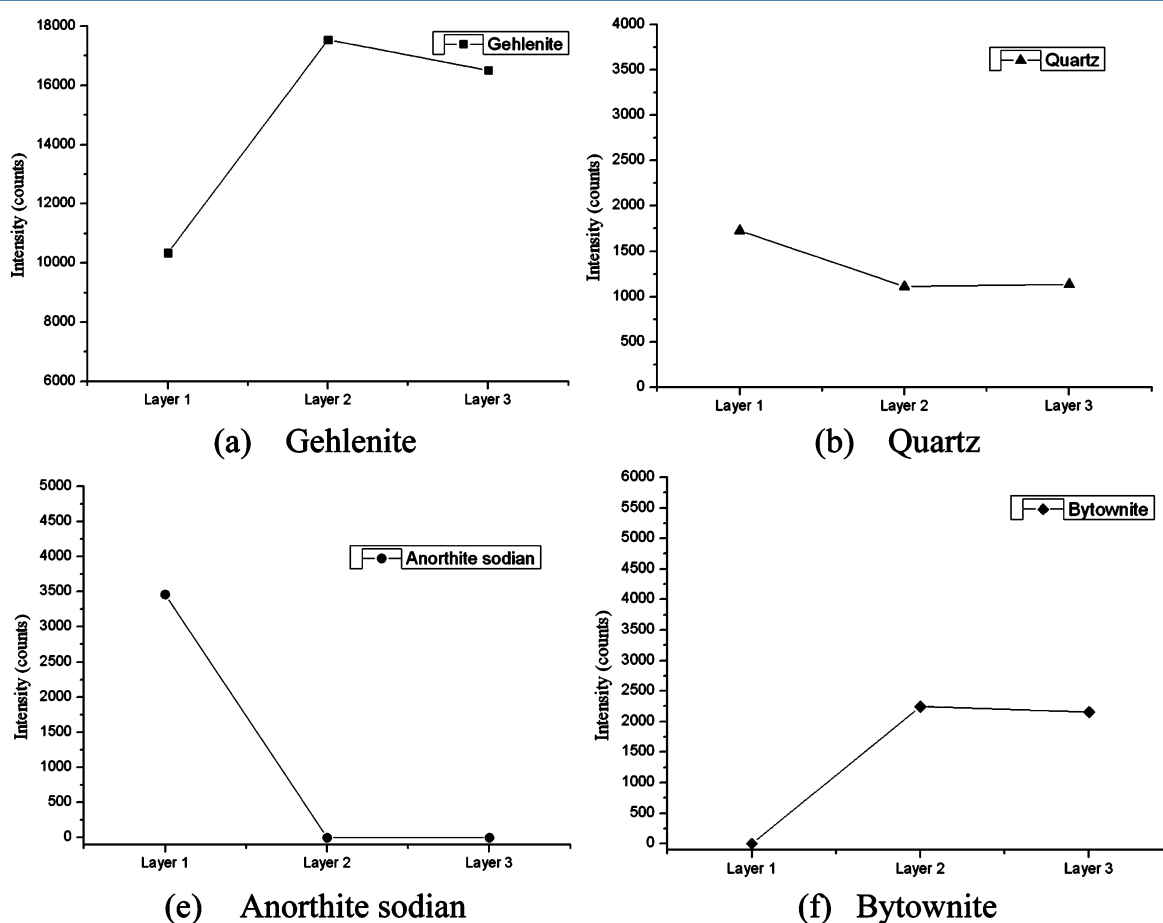 18000
16000
14000
12000
10000
8000
6000
Intensity (counts)
Gehlenite
Layer 1 Layer 2 Layer 3
(a) Gehlenite
4000
3500
3000
2500
2000
1500
1000
500
0
Intensity (counts)
Quartz
Layer 1 Layer 2 Layer 3
(b) Quartz
5000
4500
4000
3500
3000
2500
2000
1500
1000
500
0
Intensity (counts)
Anorthite sodian
Layer 1 Layer 2 Layer 3
(e) Anorthite sodian
6000
5500
5000
4500
4000
3500
3000
2500
2000
1500
1000
500
0
Intensity (counts)
Bytownite
Layer 1 Layer 2 Layer 3
(f) Bytownite